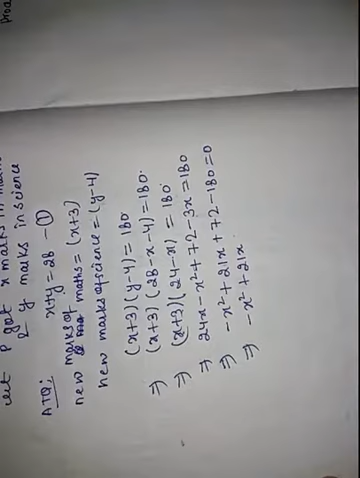 let P got x marks in math
& y marks in science
ATQ: x+y = 28 - ①
new marks of maths = (x+3)
new marks of science = (y-4)
(x+3)(y-4) = 180
⇒ (x+3)(28-x-4) = 180.
⇒ (x+3)(24-x) = 180
⇒ 24x - x² + 72 - 3x = 180
⇒ -x² + 21x + 72 - 180 = 0
⇒ -x² + 21x